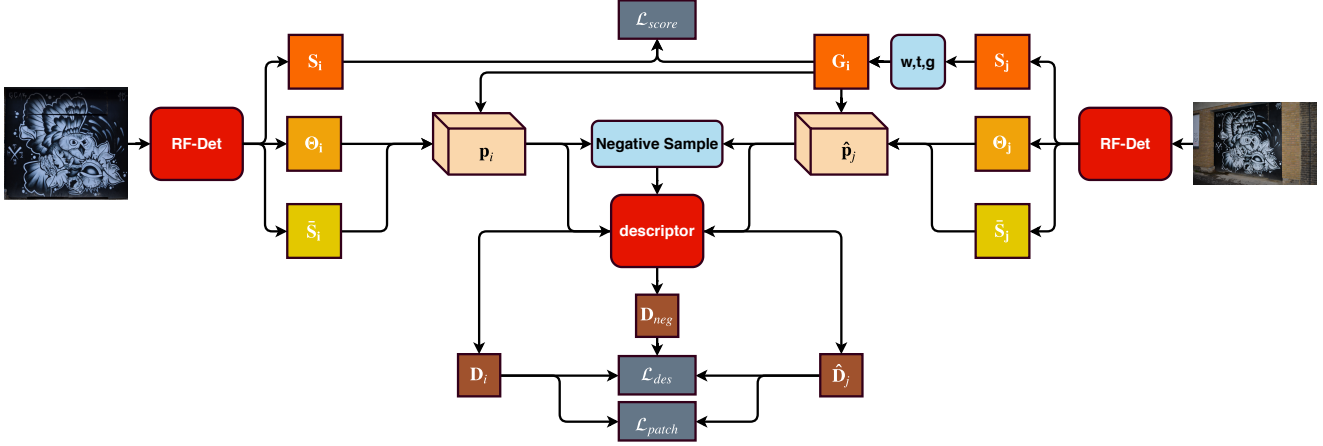 ℒ_score
S_i
G_i
w,t,g
S_j
RF-Det
Θ_i
p_i
Negative Sample
p̂_j
Θ_j
RF-Det
S̄_i
descriptor
S̄_j
D_neg
D_i
ℒ_des
D̂_j
ℒ_patch